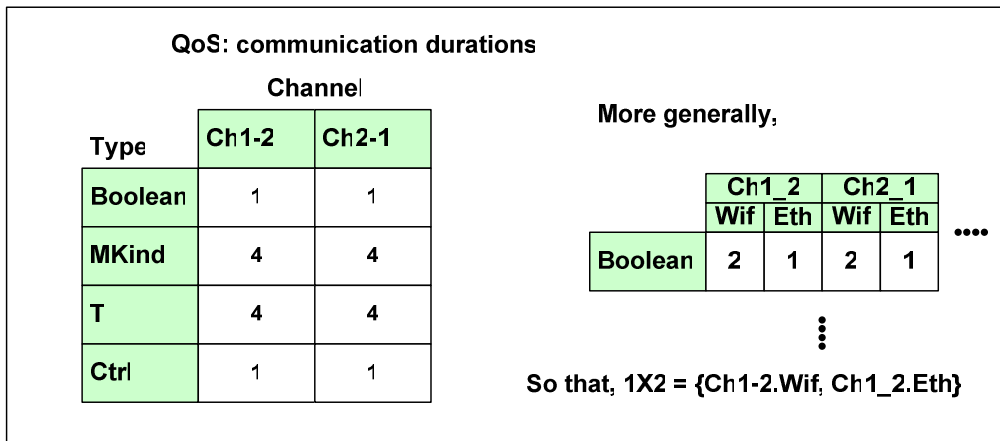 QoS: communication durations
Channel
Type Ch1-2 Ch2-1
Boolean 1 1
MKind 4 4
T 4 4
Ctrl 1 1
More generally,
Ch1_2 Ch2_1
Wif Eth Wif Eth
Boolean 2 1 2 1
So that, 1X2 = {Ch1-2.Wif, Ch1_2.Eth}